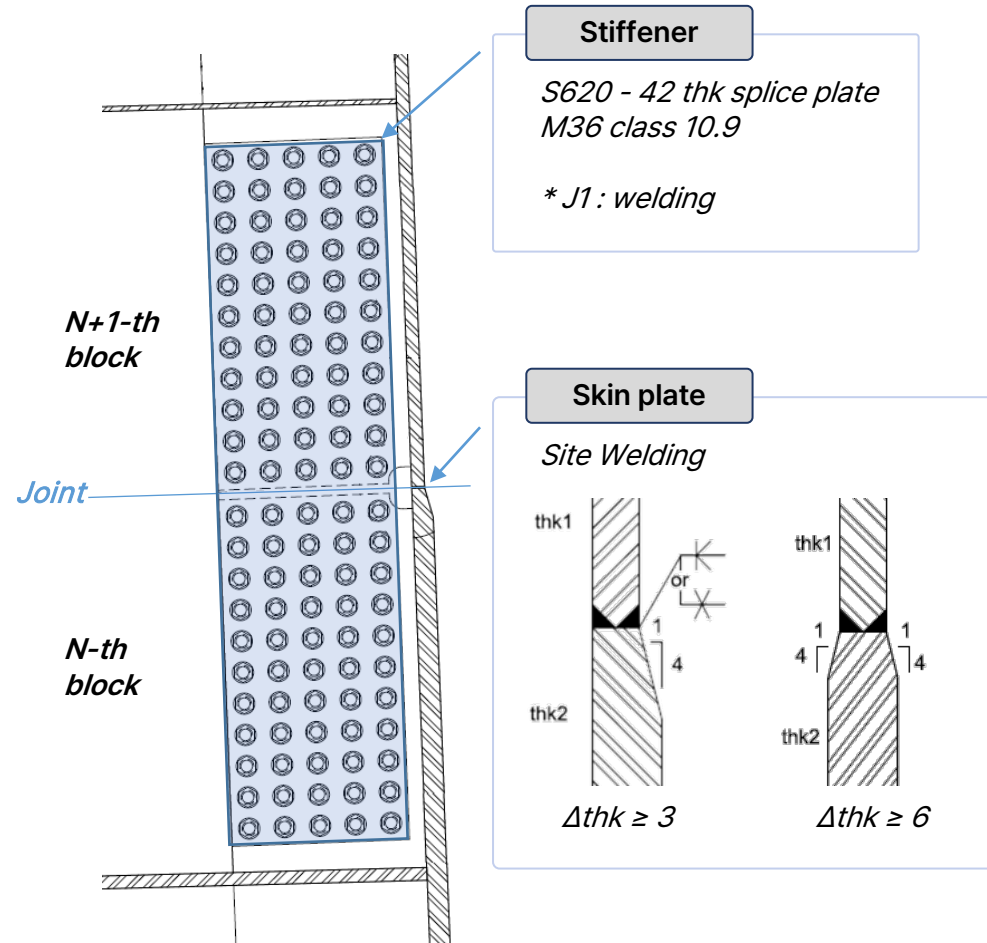 Stiffener
S620 - 42 thk splice plate
M36 class 10.9
* J1 : welding
N+1-th
block
Joint
N-th
block
Skin plate
Site Welding
thk1
or
1
4
thk2
Δthk ≥ 3
thk1
1
1
4
4
thk2
Δthk ≥ 6